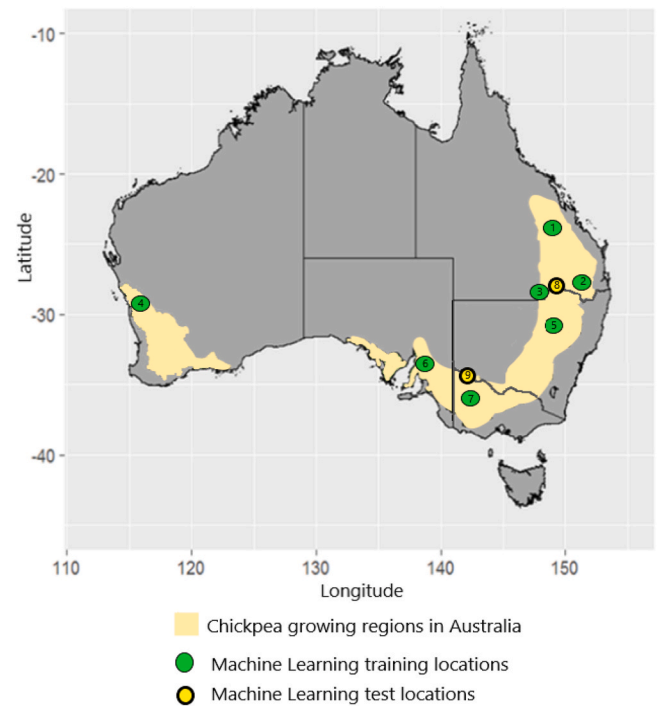 -10
-20
-30
-40
Latitude
1
2
3
8
4
5
6
9
7
110 120 130 140 150
Longitude
Chickpea growing regions in Australia
Machine Learning training locations
Machine Learning test locations